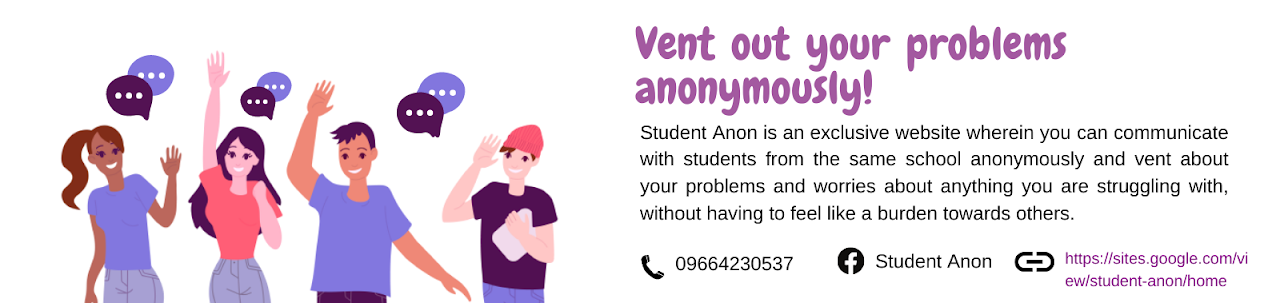 Vent out your problems
anonymously!
Student Anon is an exclusive website wherein you can communicate
with students from the same school anonymously and vent about
your problems and worries about anything you are struggling with,
without having to feel like a burden towards others.
09664230537
Student Anon
https://sites.google.com/vi
ew/student-anon/home